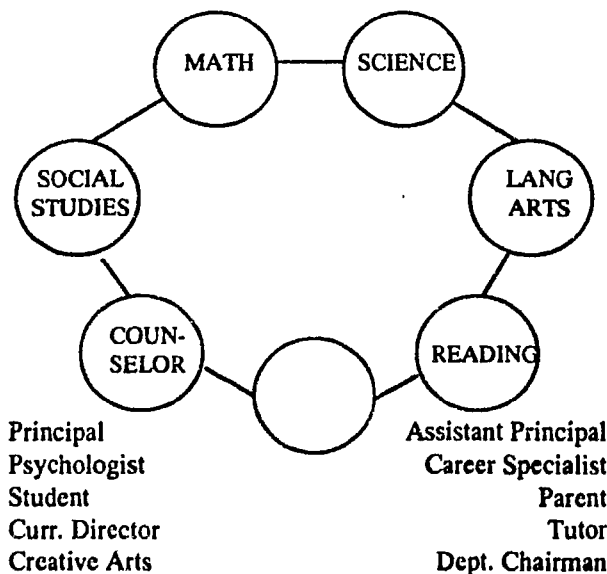 MATH
SCIENCE
SOCIAL
STUDIES
LANG
ARTS
COUN-
SELOR
READING
Principal
Psychologist
Student
Curr. Director
Creative Arts
Assistant Principal
Career Specialist
Parent
Tutor
Dept. Chairman